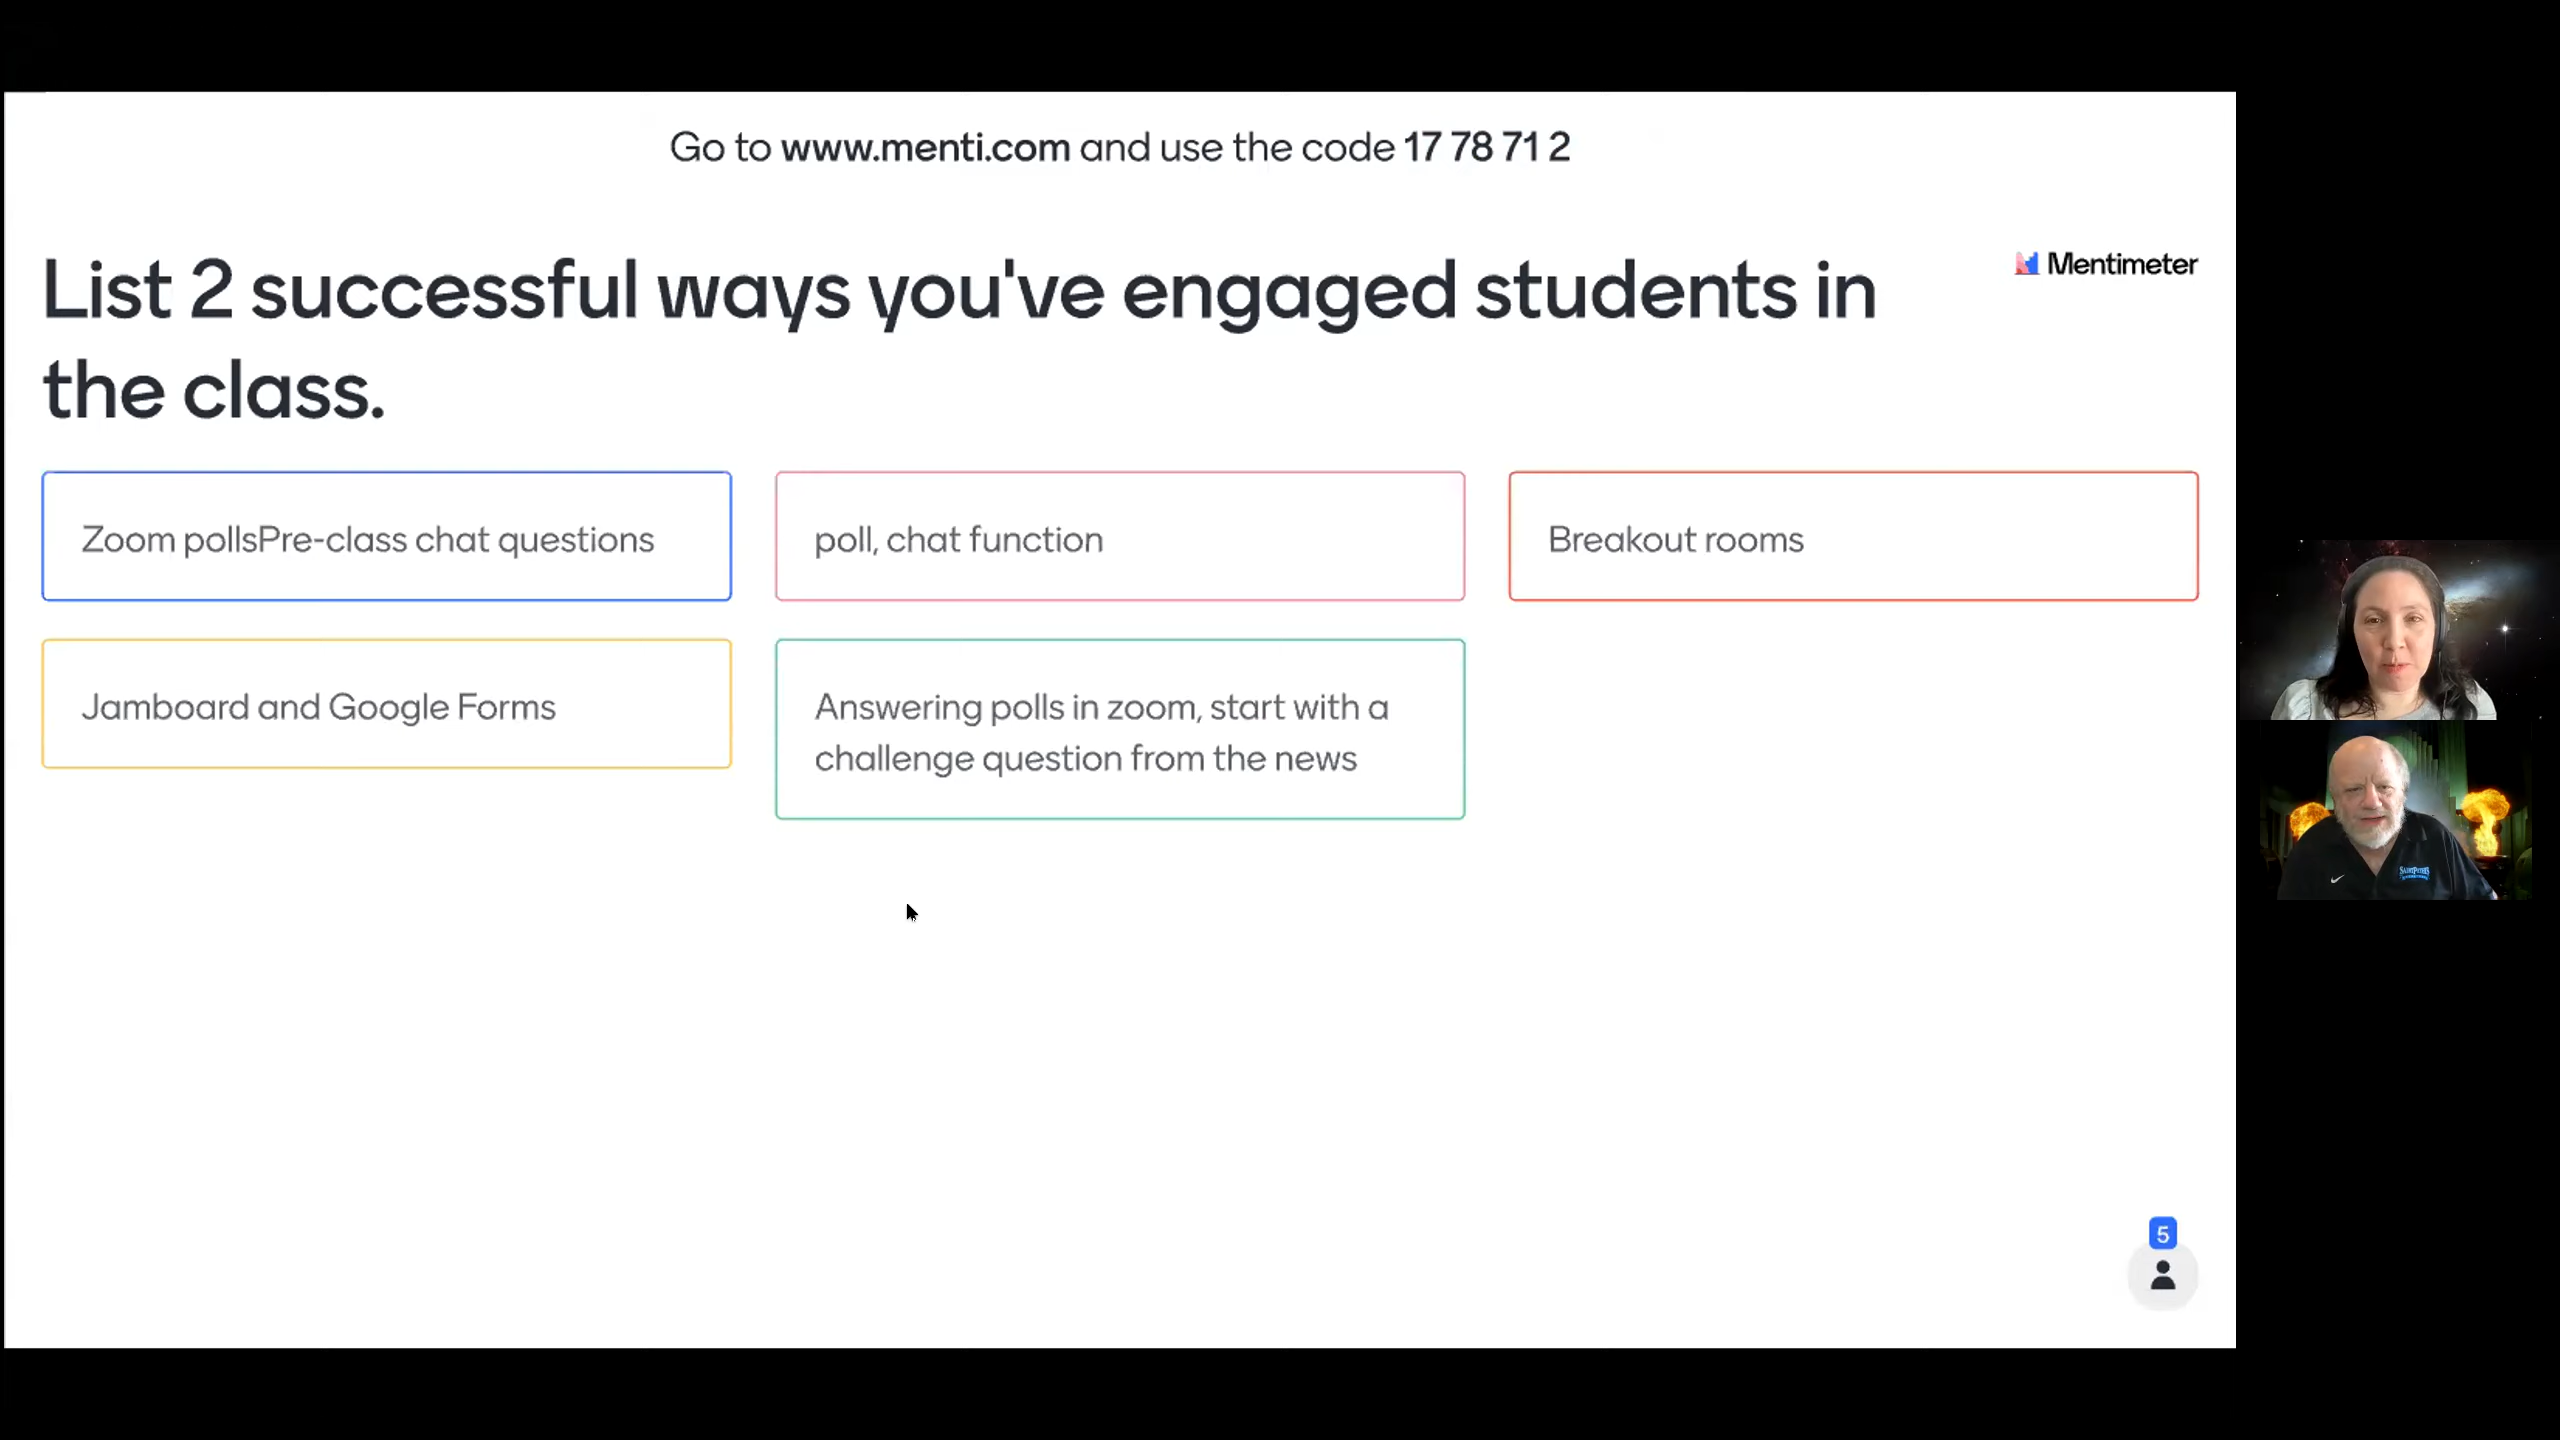 Go to www.menti.com and use the code 17 78 71 2
Mentimeter
List 2 successful ways you've engaged students in
the class.
Zoom pollsPre-class chat questions
poll, chat function
Breakout rooms
Jamboard and Google Forms
Answering polls in zoom, start with a
challenge question from the news
5